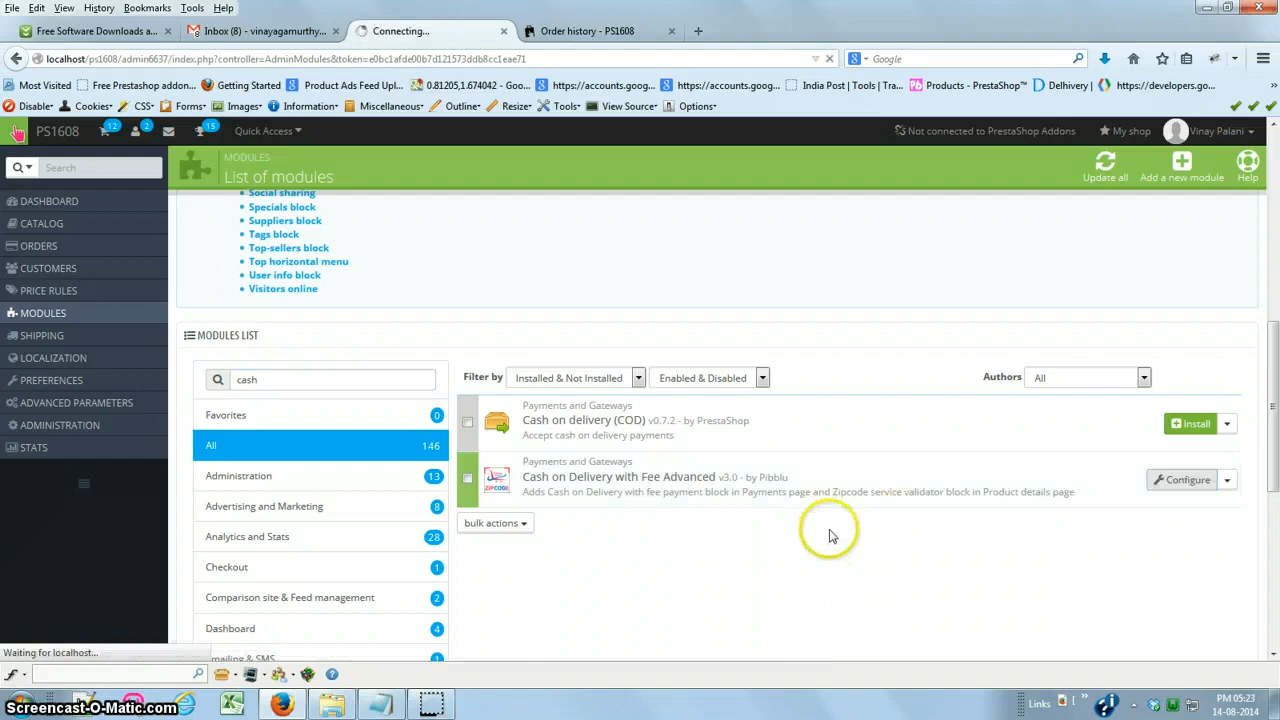 File Edit View History Bookmarks Tools Help
Free Software Downloads a... Inbox (8) - vinayagamurthy... Connecting... Order history - PS1608
localhost/ps1608/admin6637/index.php?controller=AdminModules&token=e0bc1afde00b7d121573ddb8cc1eae71 Google
Most Visited Free Prestashop addon... Getting Started Product Ads Feed Upl... 0.81205,1.674042 - Goo... https://accounts.goog... https://accounts.goog... India Post | Tools | Tra... Products - PrestaShop™ Delhivery | https://developers.go...
Disable Cookies CSS Forms Images Information Miscellaneous Outline Resize Tools View Source Options
PS1608 12 2 15 Quick Access Not connected to PrestaShop Addons My shop Vinay Palani
Search
MODULES
List of modules
Update all Add a new module Help
DASHBOARD
CATALOG
ORDERS
CUSTOMERS
PRICE RULES
MODULES
SHIPPING
LOCALIZATION
PREFERENCES
ADVANCED PARAMETERS
ADMINISTRATION
STATS
Social sharing
Specials block
Suppliers block
Tags block
Top-sellers block
Top horizontal menu
User info block
Visitors online
MODULES LIST
cash
Favorites 0
All 146
Administration 13
Advertising and Marketing 8
Analytics and Stats 28
Checkout 1
Comparison site & Feed management 2
Dashboard 4
Emailing & SMS 1
Filter by Installed & Not Installed Enabled & Disabled Authors All
Payments and Gateways
Cash on delivery (COD) v0.7.2 - by PrestaShop
Accept cash on delivery payments
Install
Payments and Gateways
ZIPCODE
Cash on Delivery with Fee Advanced v3.0 - by Pibblu
Adds Cash on Delivery with fee payment block in Payments page and Zipcode service validator block in Product details page
Configure
bulk actions
Waiting for localhost...
Screencast-O-Matic.com
Links
PM 05:23
14-08-2014